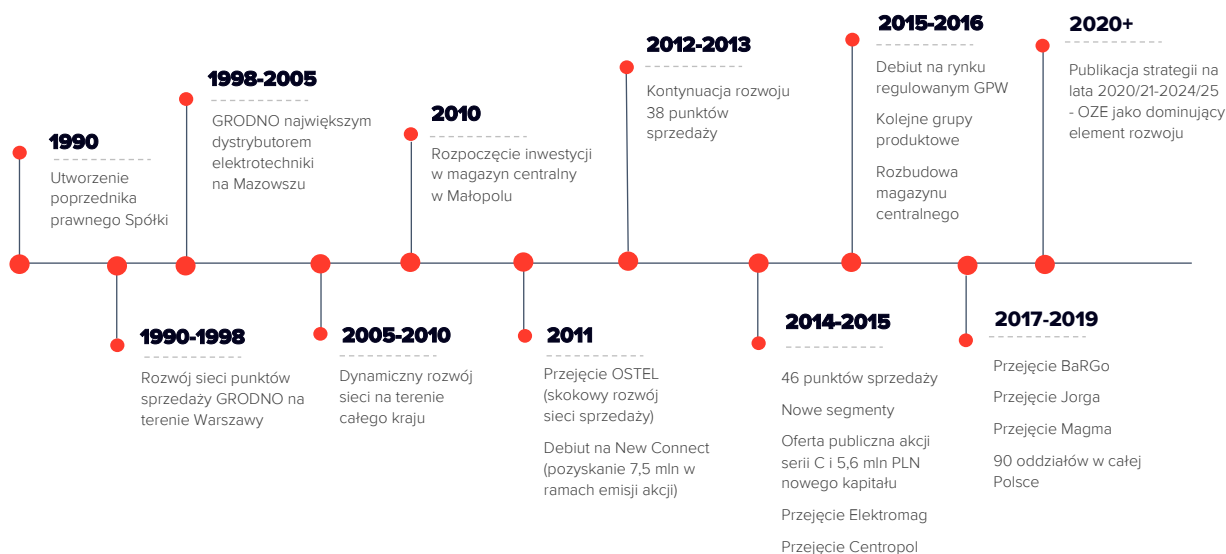 1990
Utworzenie
poprzednika
prawnego Spółki
1990-1998
Rozwój sieci punktów
sprzedaży GRODNO na
terenie Warszawy
1998-2005
GRODNO największym
dystrybutorem
elektrotechniki
na Mazowszu
2005-2010
Dynamiczny rozwój
sieci na terenie
całego kraju
2010
Rozpoczęcie inwestycji
w magazyn centralny
w Małopolu
2011
Przejęcie OSTEL
(skokowy rozwój
sieci sprzedaży)
Debiut na New Connect
(pozyskanie 7,5 mln w
ramach emisji akcji)
2012-2013
Kontynuacja rozwoju
38 punktów
sprzedaży
2014-2015
46 punktów sprzedaży
Nowe segmenty
Oferta publiczna akcji
serii C i 5,6 mln PLN
nowego kapitału
Przejęcie Elektromag
Przejęcie Centropol
2015-2016
Debiut na rynku
regulowanym GPW
Kolejne grupy
produktowe
Rozbudowa
magazynu
centralnego
2017-2019
Przejęcie BaRGo
Przejęcie Jorga
Przejęcie Magma
90 oddziałów w całej
Polsce
2020+
Publikacja strategii na
lata 2020/21-2024/25
- OZE jako dominujący
element rozwoju